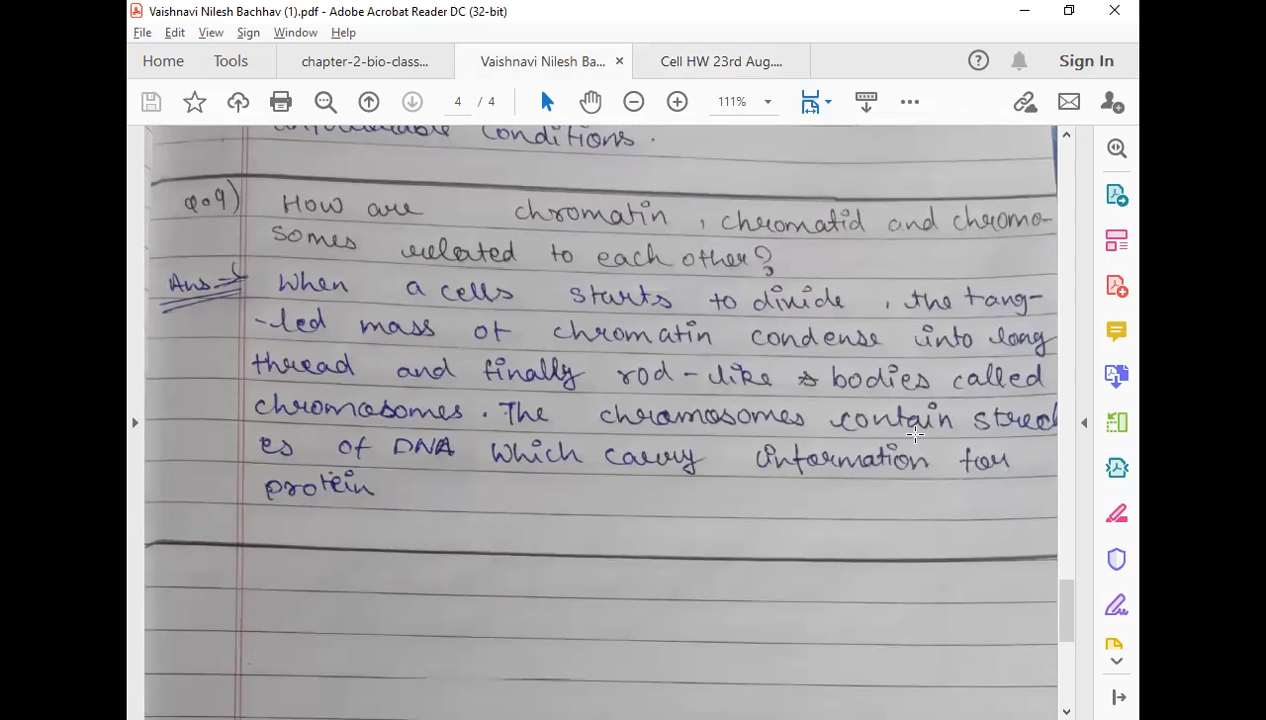 Vaishnavi Nilesh Bachhav (1).pdf - Adobe Acrobat Reader DC (32-bit)
File Edit View Sign Window Help
Home Tools chapter-2-bio-class... Vaishnavi Nilesh Ba... × Cell HW 23rd Aug.... Sign In
4 / 4 111%
conditions.
Q.9) How are chromatin, chromatid and chromo-
somes related to each other?
Ans → When a cells starts to divide, the tang-
-led mass of chromatin condense into long
thread and finally rod-like bodies called
chromosomes. The chramosomes contain
es of DNA which carry information for
protein